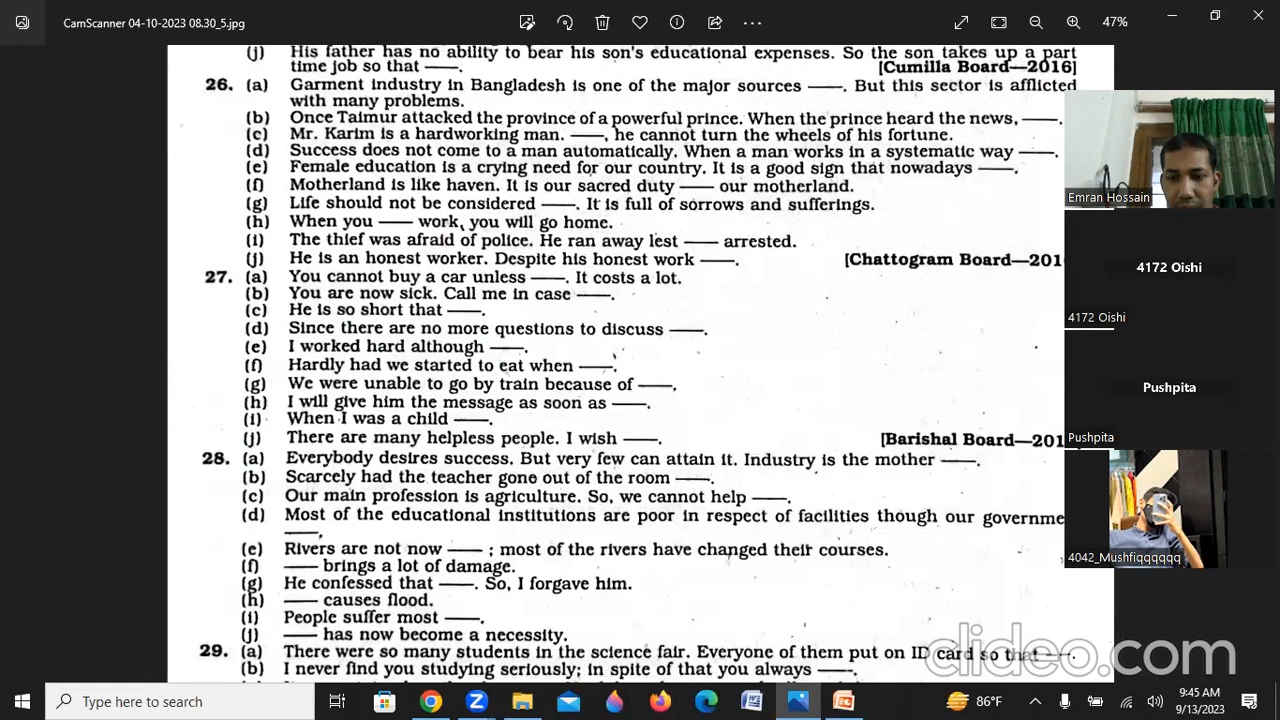 CamScanner 04-10-2023 08.30_5.jpg
47%
(j) His father has no ability to bear his son's educational expenses. So the son takes up a part
time job so that ——. [Cumilla Board—2016]
26. (a) Garment industry in Bangladesh is one of the major sources ——. But this sector is afflicted
with many problems.
(b) Once Taimur attacked the province of a powerful prince. When the prince heard the news, ——.
(c) Mr. Karim is a hardworking man. ——, he cannot turn the wheels of his fortune.
(d) Success does not come to a man automatically. When a man works in a systematic way ——.
(e) Female education is a crying need for our country. It is a good sign that nowadays ——.
(f) Motherland is like haven. It is our sacred duty —— our motherland.
(g) Life should not be considered ——. It is full of sorrows and sufferings.
(h) When you —— work, you will go home.
(i) The thief was afraid of police. He ran away lest —— arrested.
(j) He is an honest worker. Despite his honest work ——. [Chattogram Board—201
27. (a) You cannot buy a car unless ——. It costs a lot.
(b) You are now sick. Call me in case ——.
(c) He is so short that ——.
(d) Since there are no more questions to discuss ——.
(e) I worked hard although ——.
(f) Hardly had we started to eat when ——.
(g) We were unable to go by train because of ——.
(h) I will give him the message as soon as ——.
(i) When I was a child ——.
(j) There are many helpless people. I wish ——. [Barishal Board—201
28. (a) Everybody desires success. But very few can attain it. Industry is the mother ——.
(b) Scarcely had the teacher gone out of the room ——.
(c) Our main profession is agriculture. So, we cannot help ——.
(d) Most of the educational institutions are poor in respect of facilities though our governme
——.
(e) Rivers are not now —— ; most of the rivers have changed their courses.
(f) —— brings a lot of damage.
(g) He confessed that ——. So, I forgave him.
(h) —— causes flood.
(i) People suffer most ——.
(j) —— has now become a necessity.
29. (a) There were so many students in the science fair. Everyone of them put on ID card so that ——.
(b) I never find you studying seriously; in spite of that you always ——.
Emran Hossain
4172 Oishi
4172 Oishi
Pushpita
Pushpita
4042_Mushfiqqqqqq
clideo.com
Type here to search
86°F
9:45 AM
9/13/2023